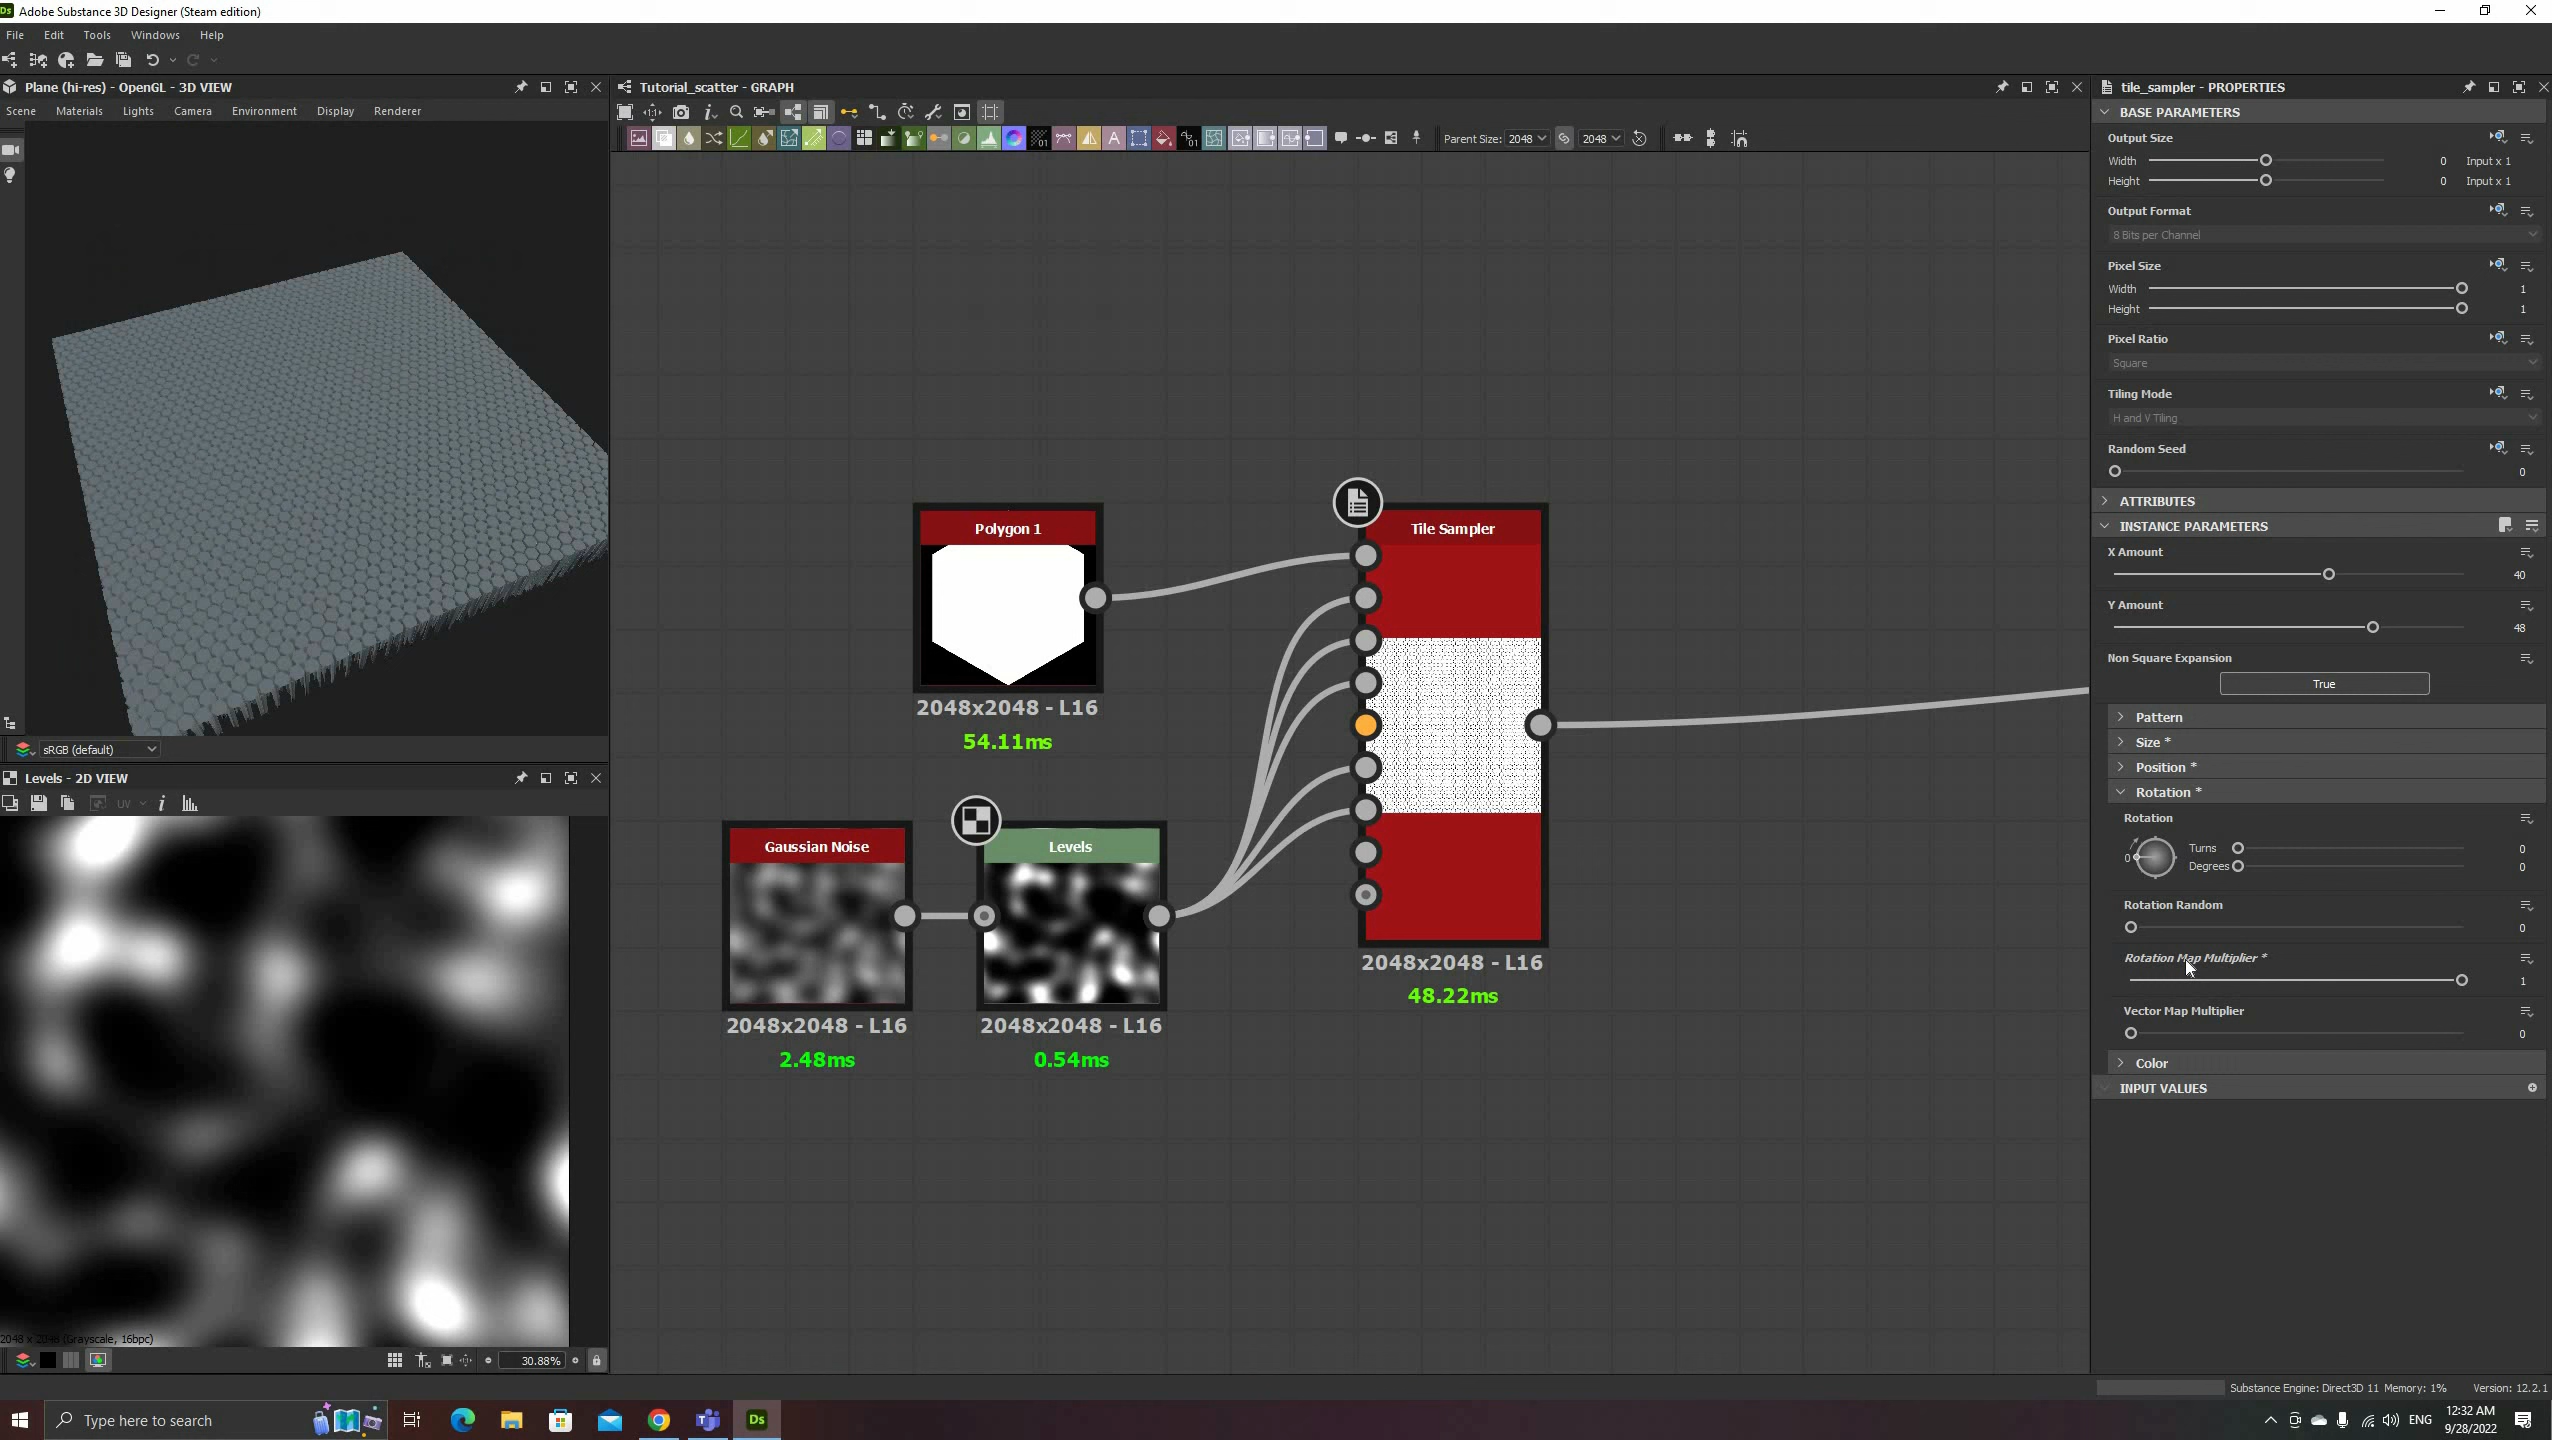 Adobe Substance 3D Designer (Steam edition)
File Edit Tools Windows Help
Plane (hi-res) - OpenGL - 3D VIEW
Scene Materials Lights Camera Environment Display Renderer
sRGB (default)
Levels - 2D VIEW
UV
2048 x 2048 (Grayscale, 16bpc)
30.88%
Tutorial_scatter - GRAPH
Parent Size: 2048 2048
Polygon 1
2048x2048 - L16
54.11ms
Gaussian Noise
2048x2048 - L16
2.48ms
Levels
2048x2048 - L16
0.54ms
Tile Sampler
2048x2048 - L16
48.22ms
tile_sampler - PROPERTIES
BASE PARAMETERS
Output Size
Width 0 Input x 1
Height 0 Input x 1
Output Format
8 Bits per Channel
Pixel Size
Width 1
Height 1
Pixel Ratio
Square
Tiling Mode
H and V Tiling
Random Seed
0
ATTRIBUTES
INSTANCE PARAMETERS
X Amount
40
Y Amount
48
Non Square Expansion
True
Pattern
Size *
Position *
Rotation *
Rotation
0 Turns 0
Degrees 0
Rotation Random
0
Rotation Map Multiplier *
1
Vector Map Multiplier
0
Color
INPUT VALUES
Substance Engine: Direct3D 11 Memory: 1% Version: 12.2.1
Type here to search
Ds
ENG
12:32 AM
9/28/2022